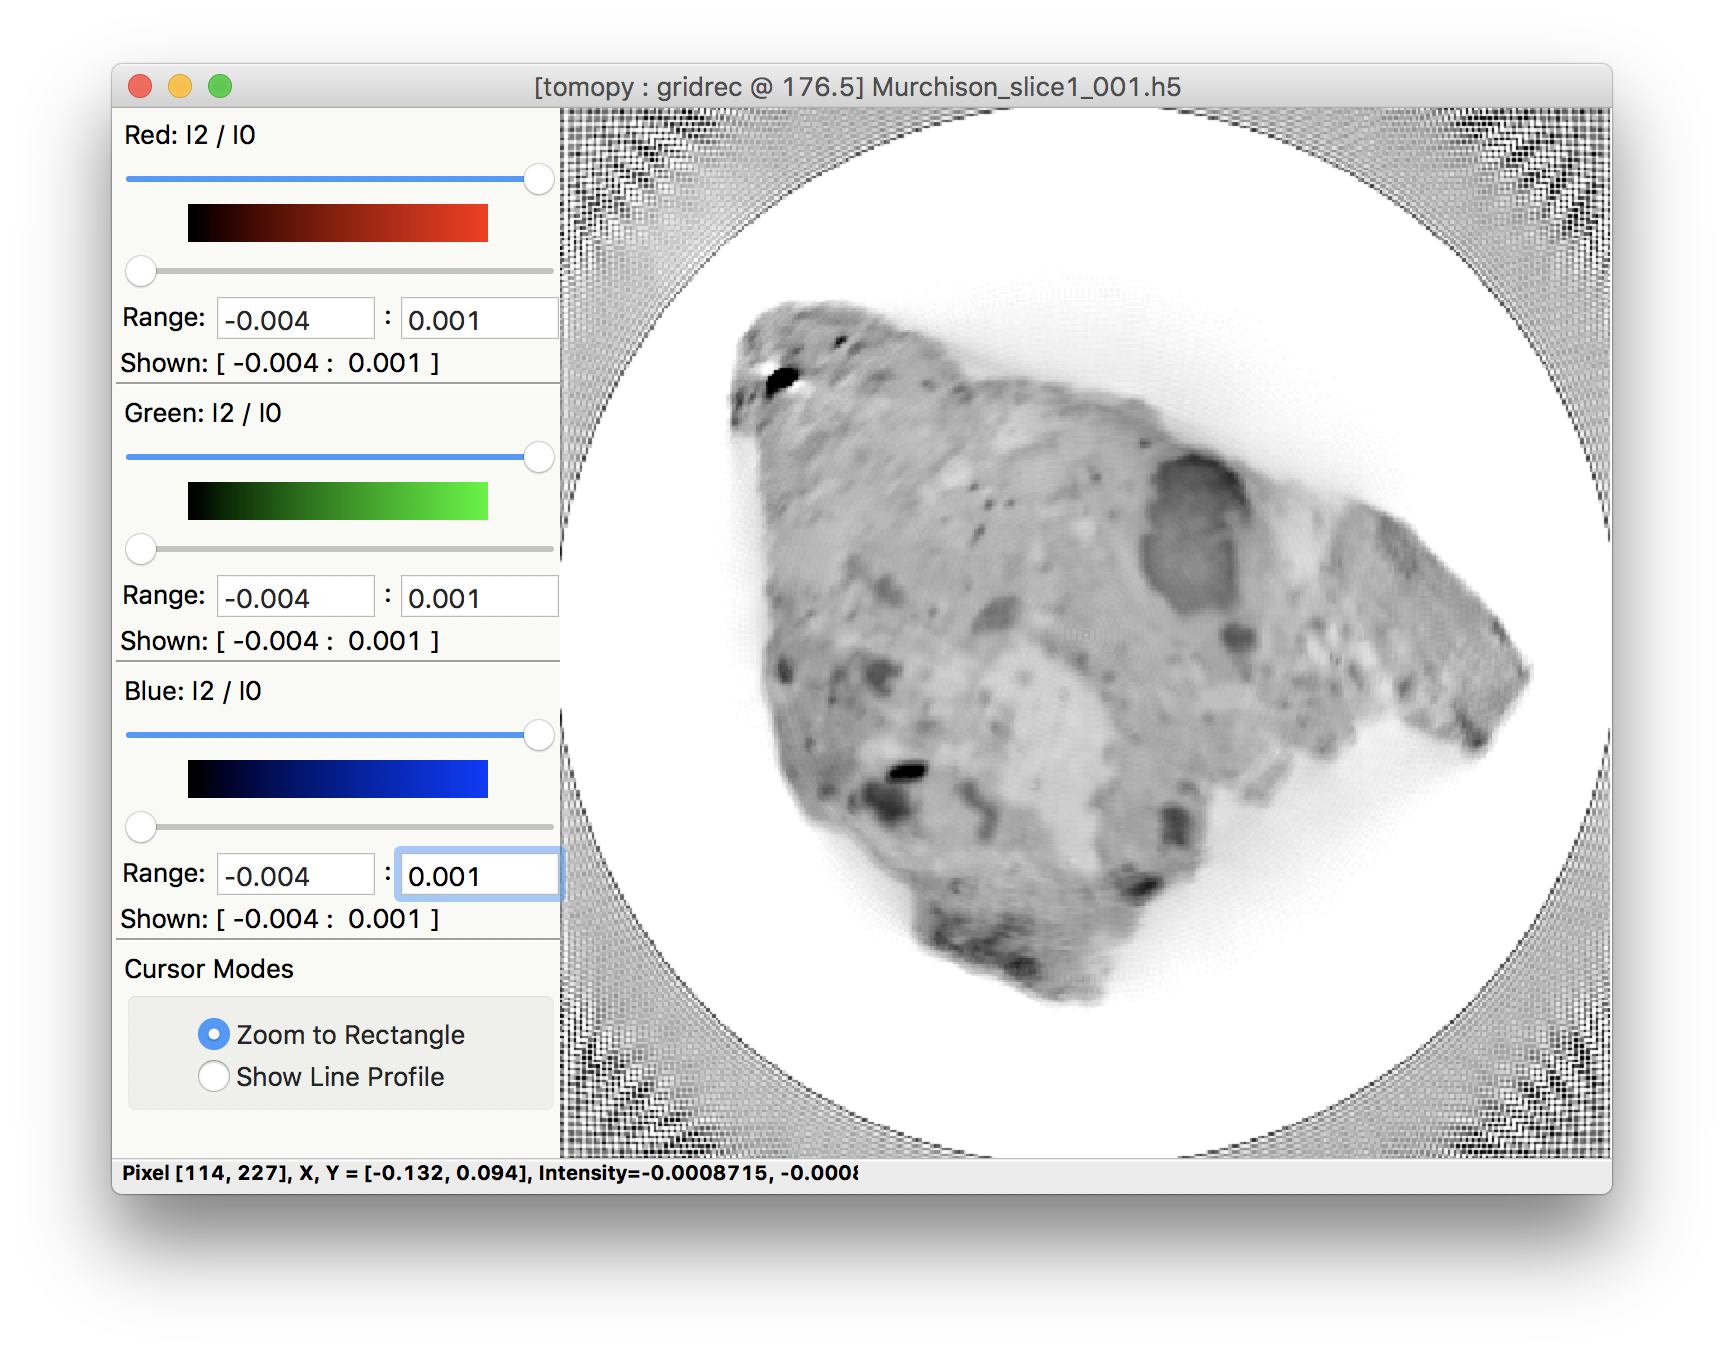 [tomopy : gridrec @ 176.5] Murchison_slice1_001.h5
Red: I2 / I0
Range: -0.004 : 0.001
Shown: [ -0.004 : 0.001 ]
Green: I2 / I0
Range: -0.004 : 0.001
Shown: [ -0.004 : 0.001 ]
Blue: I2 / I0
Range: -0.004 : 0.001
Shown: [ -0.004 : 0.001 ]
Cursor Modes
Zoom to Rectangle
Show Line Profile
Pixel [114, 227], X, Y = [-0.132, 0.094], Intensity=-0.0008715, -0.0008